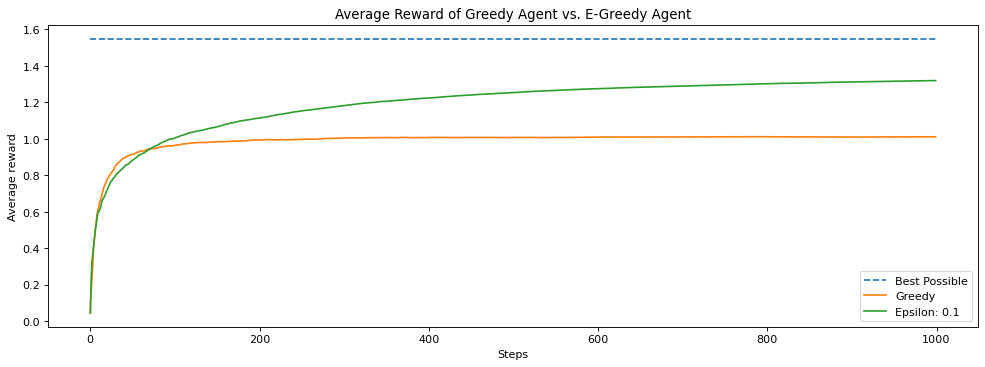 Average Reward of Greedy Agent vs. E-Greedy Agent
Average reward
1.6
1.4
1.2
1.0
0.8
0.6
0.4
0.2
0.0
Best Possible
Greedy
Epsilon: 0.1
0 200 400 600 800 1000
Steps